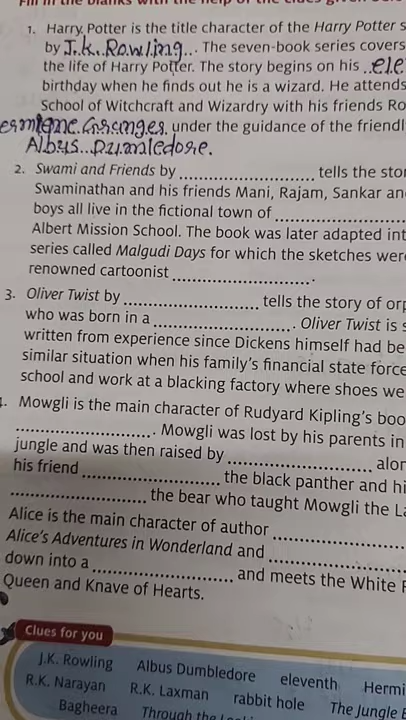 Fill in the blanks with the help of the clues given
1. Harry Potter is the title character of the Harry Potter s
by J.k. Rowling... The seven-book series covers
the life of Harry Potter. The story begins on his ..ele
birthday when he finds out he is a wizard. He attends
School of Witchcraft and Wizardry with his friends Ro
under the guidance of the friendl
Albus..
2. Swami and Friends by ........................ tells the sto
Swaminathan and his friends Mani, Rajam, Sankar an
boys all live in the fictional town of ........................
Albert Mission School. The book was later adapted int
series called Malgudi Days for which the sketches wer
renowned cartoonist ........................
3. Oliver Twist by ........................ tells the story of or
who was born in a ......................... Oliver Twist is s
written from experience since Dickens himself had be
similar situation when his family's financial state force
school and work at a blacking factory where shoes we
. Mowgli is the main character of Rudyard Kipling's boo
......................... Mowgli was lost by his parents in
jungle and was then raised by ........................ alor
his friend ........................ the black panther and hi
........................ the bear who taught Mowgli the La
Alice is the main character of author ........................
Alice's Adventures in Wonderland and ........................
down into a ........................ and meets the White R
Queen and Knave of Hearts.
Clues for you
J.K. Rowling Albus Dumbledore eleventh Hermi
R.K. Narayan R.K. Laxman rabbit hole The Jungle B
Bagheera Through the Look